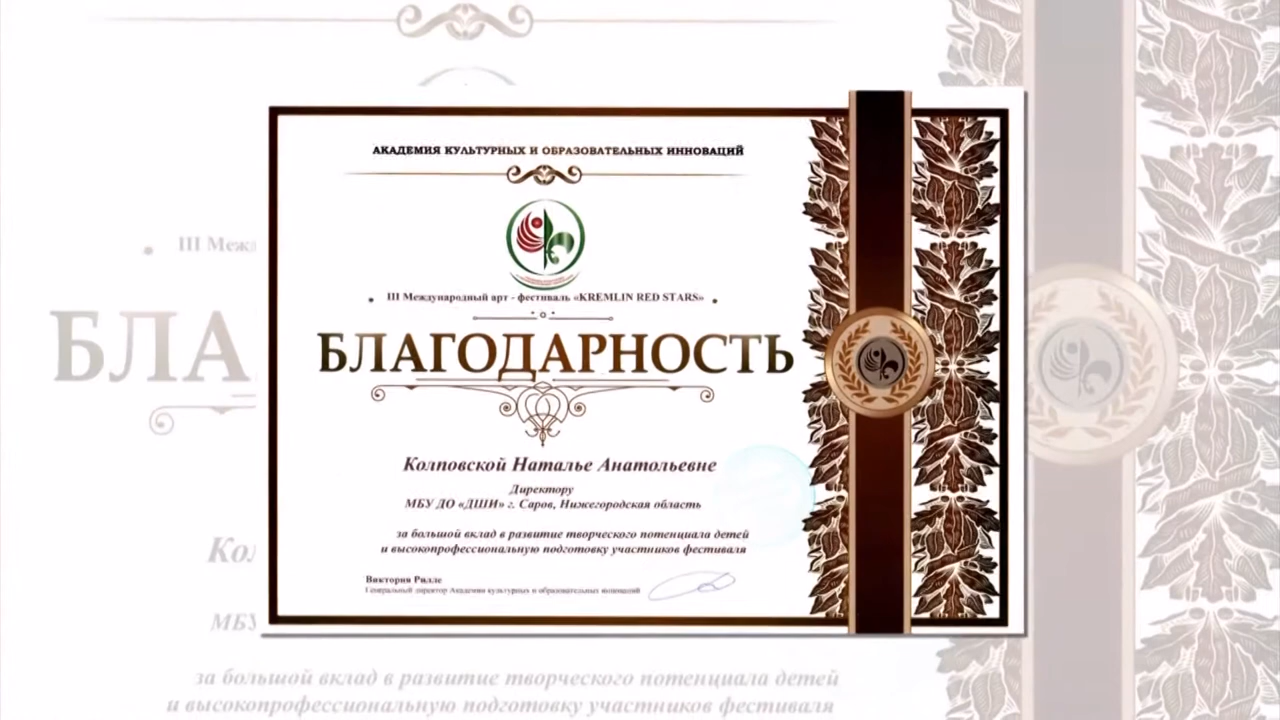 АКАДЕМИЯ КУЛЬТУРНЫХ И ОБРАЗОВАТЕЛЬНЫХ ИННОВАЦИЙ
III Международный арт - фестиваль «KREMLIN RED STARS»
БЛАГОДАРНОСТЬ
Колповской Наталье Анатольевне
Директору
МБУ ДО «ДШИ» г. Саров, Нижегородская область
за большой вклад в развитие творческого потенциала детей
и высокопрофессиональную подготовку участников фестиваля
Виктория Рилле
Генеральный директор Академии культурных и образовательных инноваций
III Межд
БЛА
Кол
МБУ
за большой вклад в развитие творческого потенциала детей
и высокопрофессиональную подготовку участников фестиваля